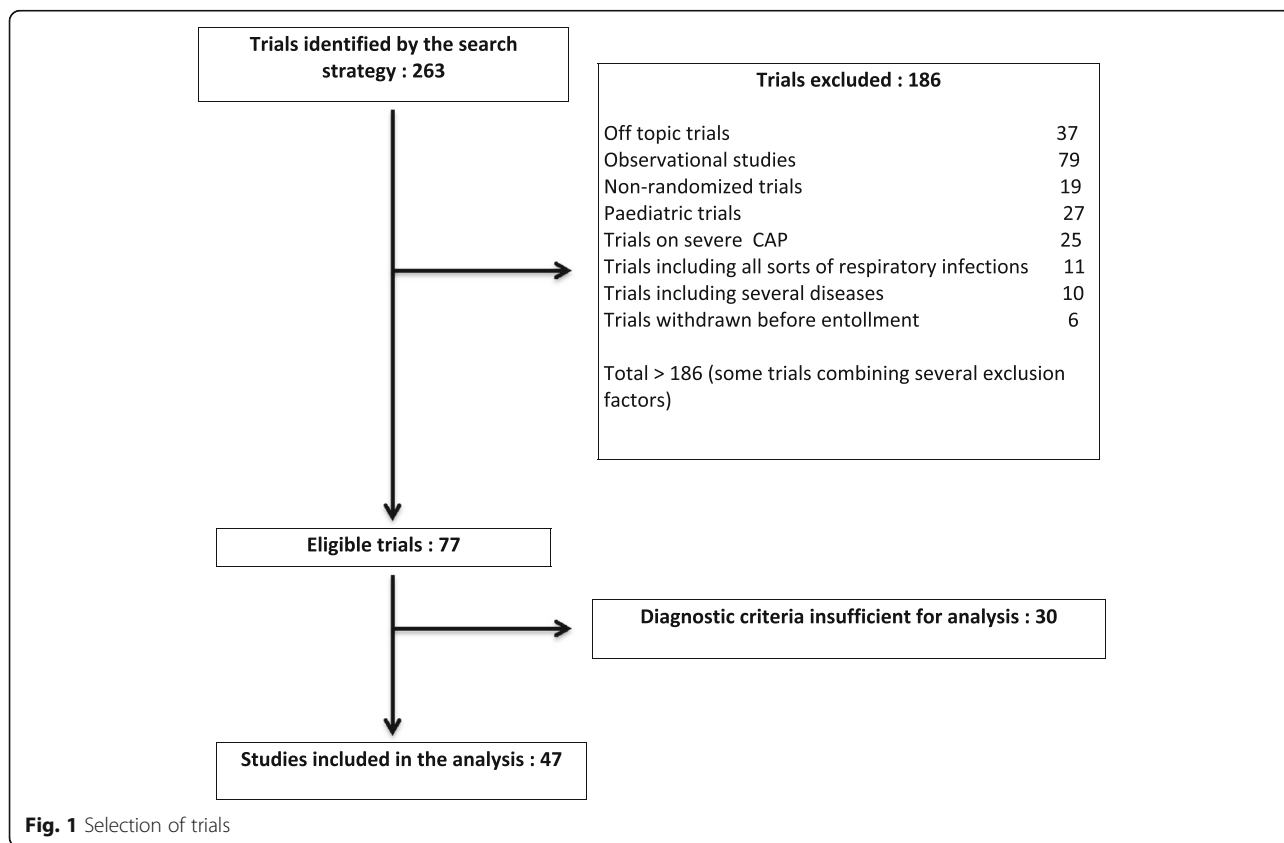 Trials identified by the search
strategy : 263
Trials excluded : 186
Off topic trials 37
Observational studies 79
Non-randomized trials 19
Paediatric trials 27
Trials on severe CAP 25
Trials including all sorts of respiratory infections 11
Trials including several diseases 10
Trials withdrawn before entollment 6
Total > 186 (some trials combining several exclusion
factors)
Eligible trials : 77
Diagnostic criteria insufficient for analysis : 30
Studies included in the analysis : 47
Fig. 1 Selection of trials